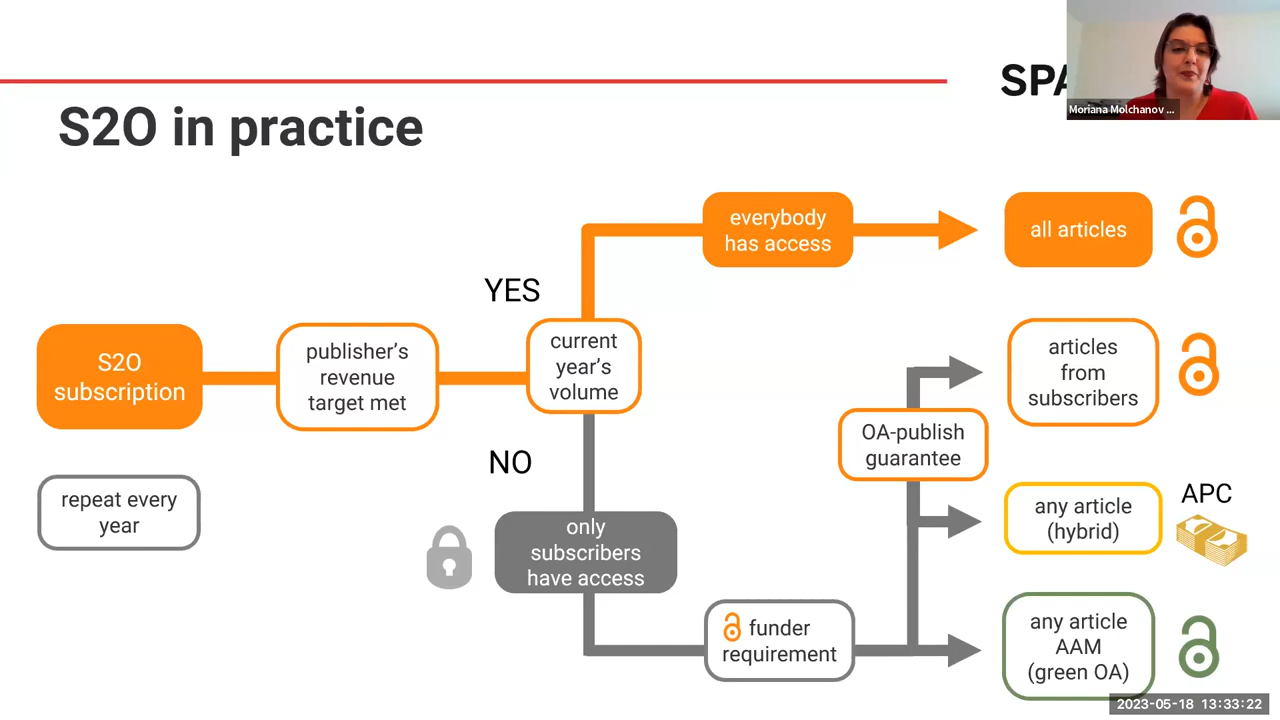 SPA
Moriana Molchanov ...
S2O in practice
everybody
has access
all articles
YES
S2O
subscription
publisher's
revenue
target met
current
year's
volume
articles
from
subscribers
OA-publish
guarantee
NO
repeat every
year
only
subscribers
have access
any article
(hybrid)
APC
funder
requirement
any article
AAM
(green OA)
2023-05-18 13:33:22